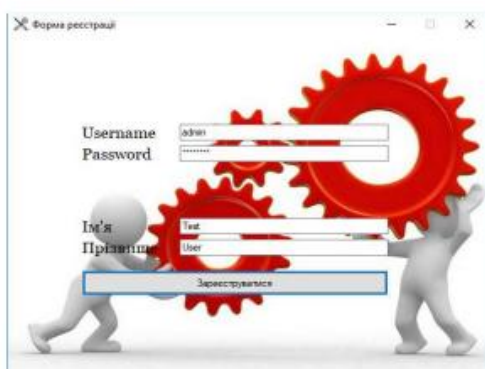 Форма реєстрації
Username
admin
Password
********
Ім'я
Test
Прізвище
User
Зареєструватися